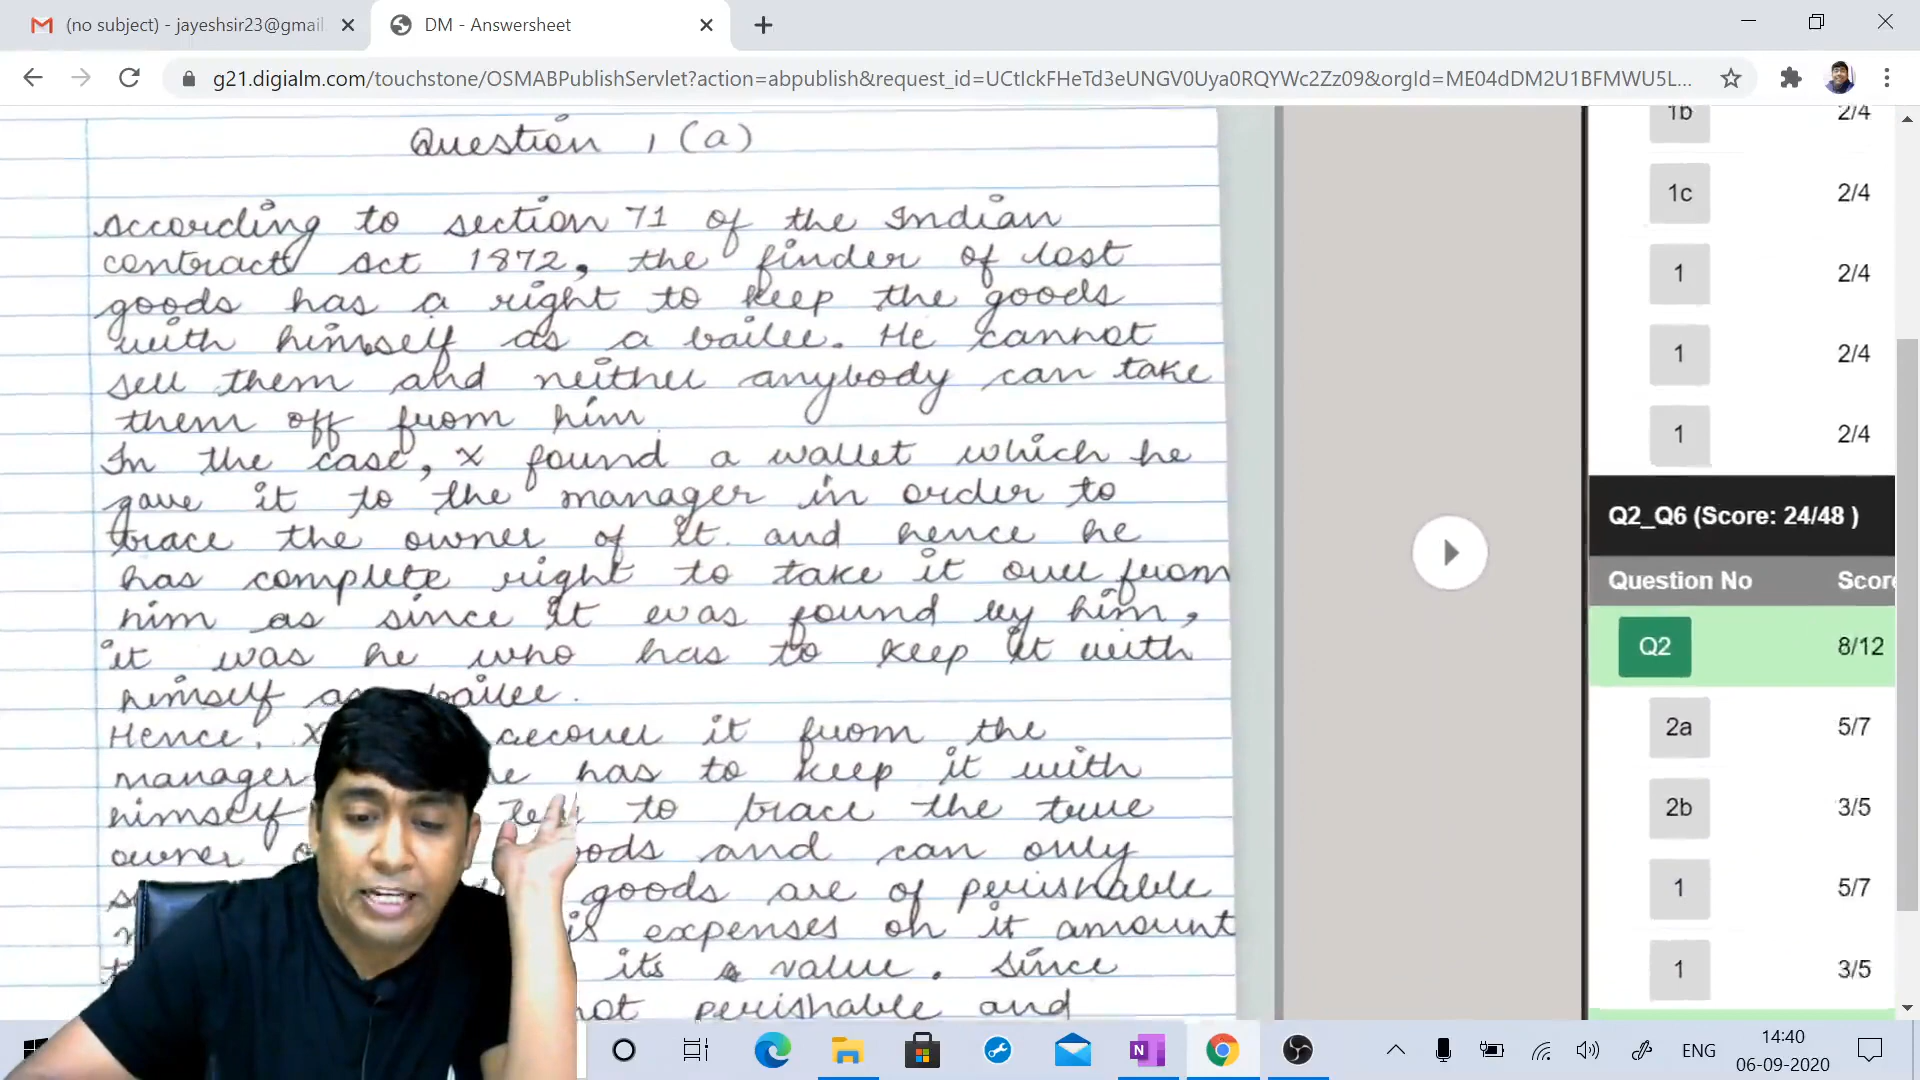 (no subject) - jayeshsir23@gmail
DM - Answersheet
g21.digialm.com/touchstone/OSMABPublishServlet?action=abpublish&request_id=UCtIckFHeTd3eUNGV0Uya0RQYWc2Zz09&orgId=ME04dDM2U1BFMWU5L...
Question 1 (a)
According to section 71 of the Indian
contract Act 1872, the finder of lost
goods has a right to keep the goods
with himself as a bailee. He cannot
sell them and neither anybody can take
them off from him.
In the case, X found a wallet which he
gave it to the manager in order to
trace the owner of it. and hence he
has complete right to take it over from
him as since it was found by him,
it was he who has to keep it with
himself as bailee.
Hence, X recover it from the
manager he has to keep it with
himself to trace the true
owner goods and can only
goods are of perishable
expenses on it amount
its value. Since
not perishable and
1b 2/4
1c 2/4
1 2/4
1 2/4
1 2/4
Q2_Q6 (Score: 24/48 )
Question No Score
Q2 8/12
2a 5/7
2b 3/5
1 5/7
1 3/5
ENG
14:40
06-09-2020